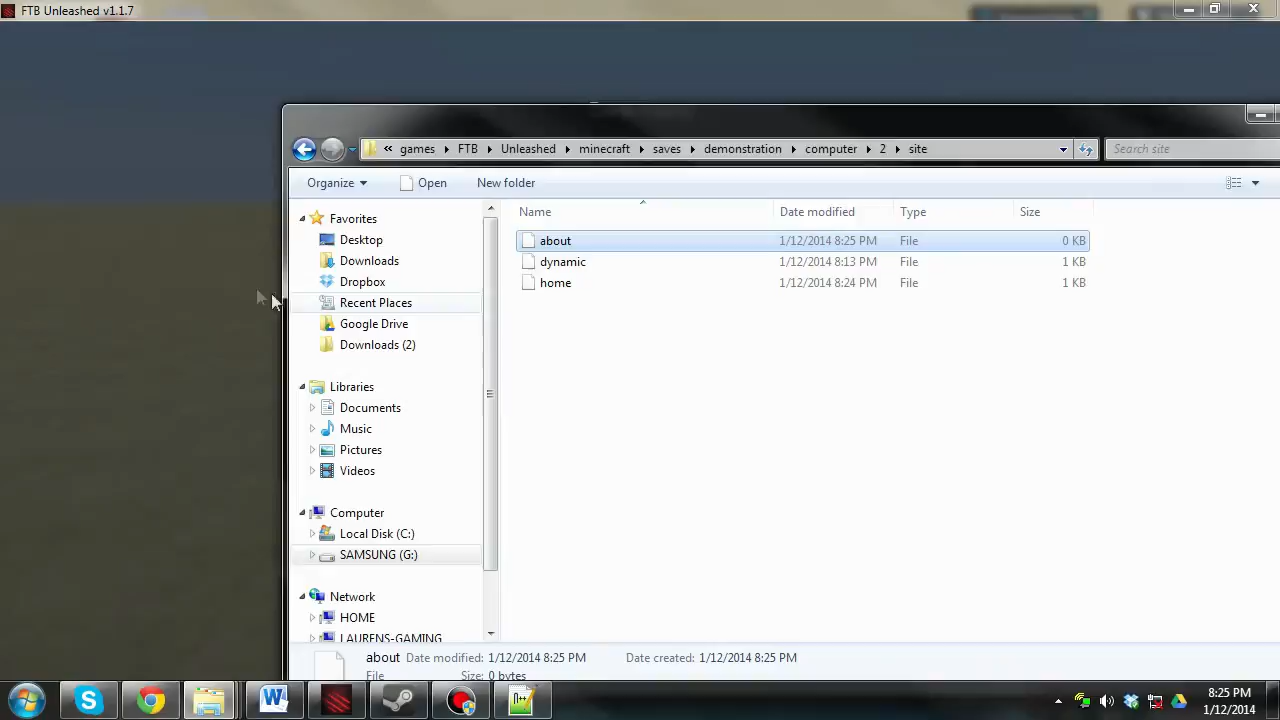 FTB Unleashed v1.1.7
« games FTB Unleashed minecraft saves demonstration computer 2 site
Search site
Organize Open New folder
Name Date modified Type Size
Favorites
Desktop
Downloads
Dropbox
Recent Places
Google Drive
Downloads (2)
Libraries
Documents
Music
Pictures
Videos
Computer
Local Disk (C:)
SAMSUNG (G:)
Network
HOME
LAURENS-GAMING
about 1/12/2014 8:25 PM File 0 KB
dynamic 1/12/2014 8:13 PM File 1 KB
home 1/12/2014 8:24 PM File 1 KB
about Date modified: 1/12/2014 8:25 PM Date created: 1/12/2014 8:25 PM
File Size: 0 bytes
8:25 PM
1/12/2014